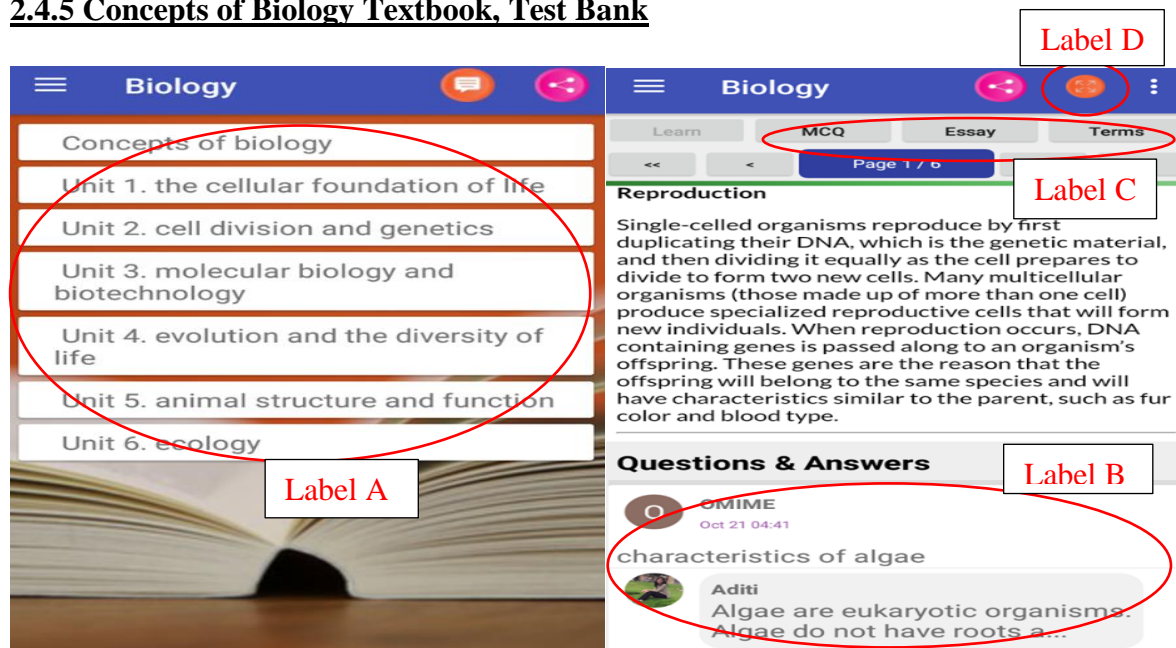 2.4.5 Concepts of Biology Textbook, Test Bank
Label D
Biology
Concepts of biology
Unit 1. the cellular foundation of life
Unit 2. cell division and genetics
Unit 3. molecular biology and
biotechnology
Unit 4. evolution and the diversity of
life
Unit 5. animal structure and function
Unit 6. ecology
Label A
Biology
Learn MCQ Essay Terms
<< < Page 1 / 6
Label C
Reproduction
Single-celled organisms reproduce by first
duplicating their DNA, which is the genetic material,
and then dividing it equally as the cell prepares to
divide to form two new cells. Many multicellular
organisms (those made up of more than one cell)
produce specialized reproductive cells that will form
new individuals. When reproduction occurs, DNA
containing genes is passed along to an organism's
offspring. These genes are the reason that the
offspring will belong to the same species and will
have characteristics similar to the parent, such as fur
color and blood type.
Questions & Answers
Label B
O OMIME
Oct 21 04:41
characteristics of algae
Aditi
Algae are eukaryotic organisms.
Algae do not have roots a...